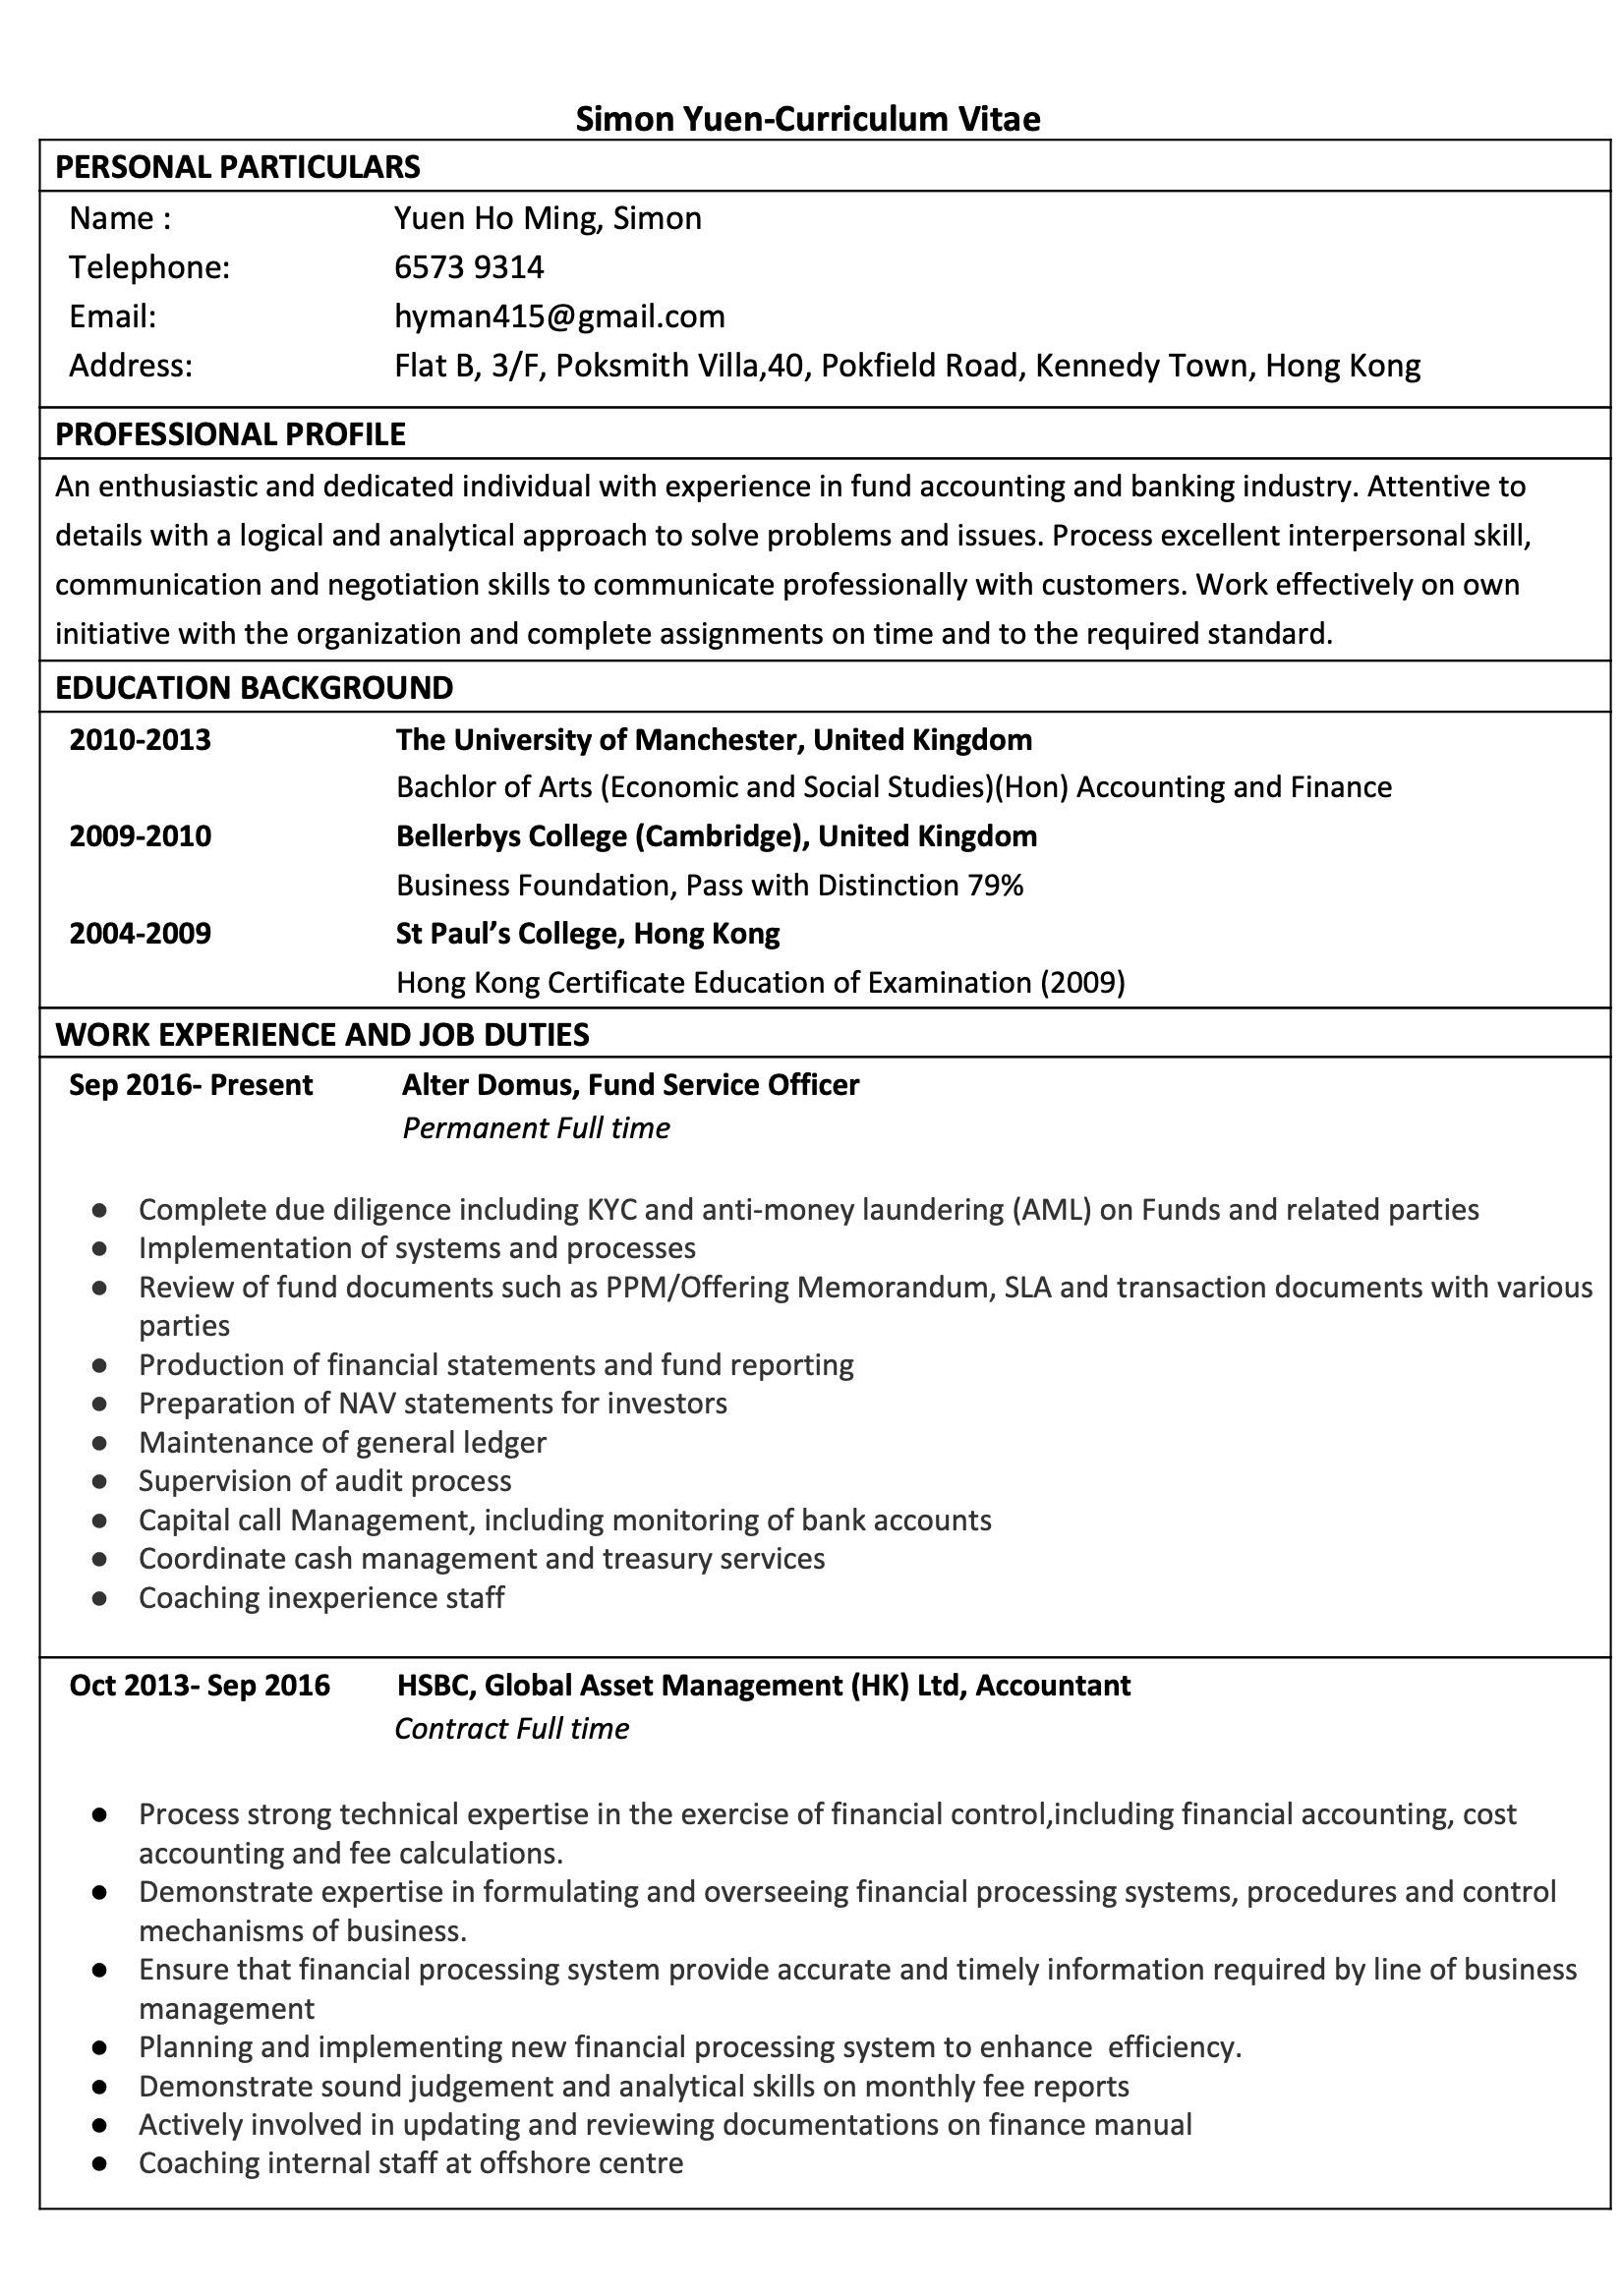 Simon Yuen-Curriculum Vitae
PERSONAL PARTICULARS
Name : Yuen Ho Ming, Simon
Telephone: 6573 9314
Email: hyman415@gmail.com
Address: Flat B, 3/F, Poksmith Villa,40, Pokfield Road, Kennedy Town, Hong Kong
PROFESSIONAL PROFILE
An enthusiastic and dedicated individual with experience in fund accounting and banking industry. Attentive to
details with a logical and analytical approach to solve problems and issues. Process excellent interpersonal skill,
communication and negotiation skills to communicate professionally with customers. Work effectively on own
initiative with the organization and complete assignments on time and to the required standard.
EDUCATION BACKGROUND
2010-2013 The University of Manchester, United Kingdom
Bachlor of Arts (Economic and Social Studies)(Hon) Accounting and Finance
2009-2010 Bellerbys College (Cambridge), United Kingdom
Business Foundation, Pass with Distinction 79%
2004-2009 St Paul’s College, Hong Kong
Hong Kong Certificate Education of Examination (2009)
WORK EXPERIENCE AND JOB DUTIES
Sep 2016- Present Alter Domus, Fund Service Officer
Permanent Full time
● Complete due diligence including KYC and anti-money laundering (AML) on Funds and related parties
● Implementation of systems and processes
● Review of fund documents such as PPM/Offering Memorandum, SLA and transaction documents with various
parties
● Production of financial statements and fund reporting
● Preparation of NAV statements for investors
● Maintenance of general ledger
● Supervision of audit process
● Capital call Management, including monitoring of bank accounts
● Coordinate cash management and treasury services
● Coaching inexperience staff
Oct 2013- Sep 2016 HSBC, Global Asset Management (HK) Ltd, Accountant
Contract Full time
● Process strong technical expertise in the exercise of financial control,including financial accounting, cost
accounting and fee calculations.
● Demonstrate expertise in formulating and overseeing financial processing systems, procedures and control
mechanisms of business.
● Ensure that financial processing system provide accurate and timely information required by line of business
management
● Planning and implementing new financial processing system to enhance  efficiency.
● Demonstrate sound judgement and analytical skills on monthly fee reports
● Actively involved in updating and reviewing documentations on finance manual
● Coaching internal staff at offshore centre